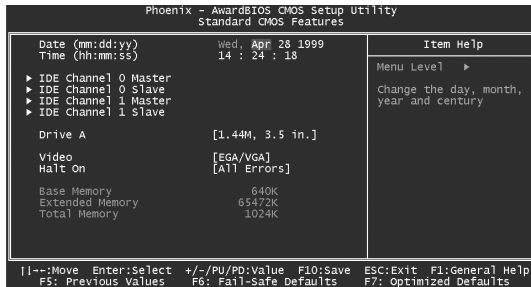 Phoenix - AwardBIOS CMOS Setup Utility
Standard CMOS Features
Date (mm:dd:yy) Wed, Apr 28 1999
Time (hh:mm:ss) 14 : 24 : 18
▶ IDE Channel 0 Master
▶ IDE Channel 0 Slave
▶ IDE Channel 1 Master
▶ IDE Channel 1 Slave
Drive A [1.44M, 3.5 in.]
Video [EGA/VGA]
Halt On [All Errors]
Base Memory 640K
Extended Memory 65472K
Total Memory 1024K
Item Help
Menu Level ▶
Change the day, month,
year and century
↑↓→←:Move Enter:Select +/-/PU/PD:Value F10:Save ESC:Exit F1:General Help
F5: Previous Values F6: Fail-Safe Defaults F7: Optimized Defaults